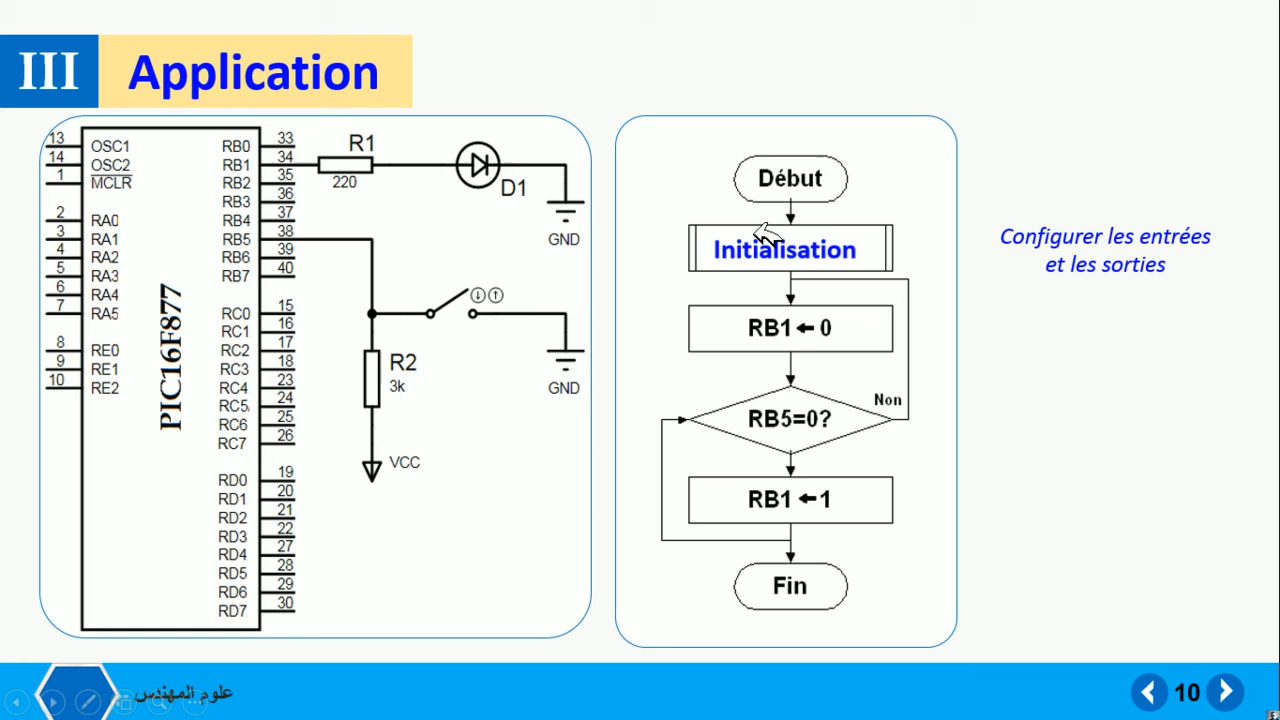 III
Application
13
OSC1
14
OSC2
1
MCLR
2
RA0
3
RA1
4
RA2
5
RA3
6
RA4
7
RA5
8
RE0
9
RE1
10
RE2
PIC16F877
RB0
33
RB1
34
RB2
35
RB3
36
RB4
37
RB5
38
RB6
39
RB7
40
RC0
15
RC1
16
RC2
17
RC3
18
RC4
23
RC5
24
RC6
25
RC7
26
RD0
19
RD1
20
RD2
21
RD3
22
RD4
27
RD5
28
RD6
29
RD7
30
R1
220
D1
GND
R2
3k
GND
VCC
Début
Initialisation
RB1 ← 0
RB5=0?
Non
RB1 ← 1
Fin
Configurer les entrées
et les sorties
علوم المهندس
10